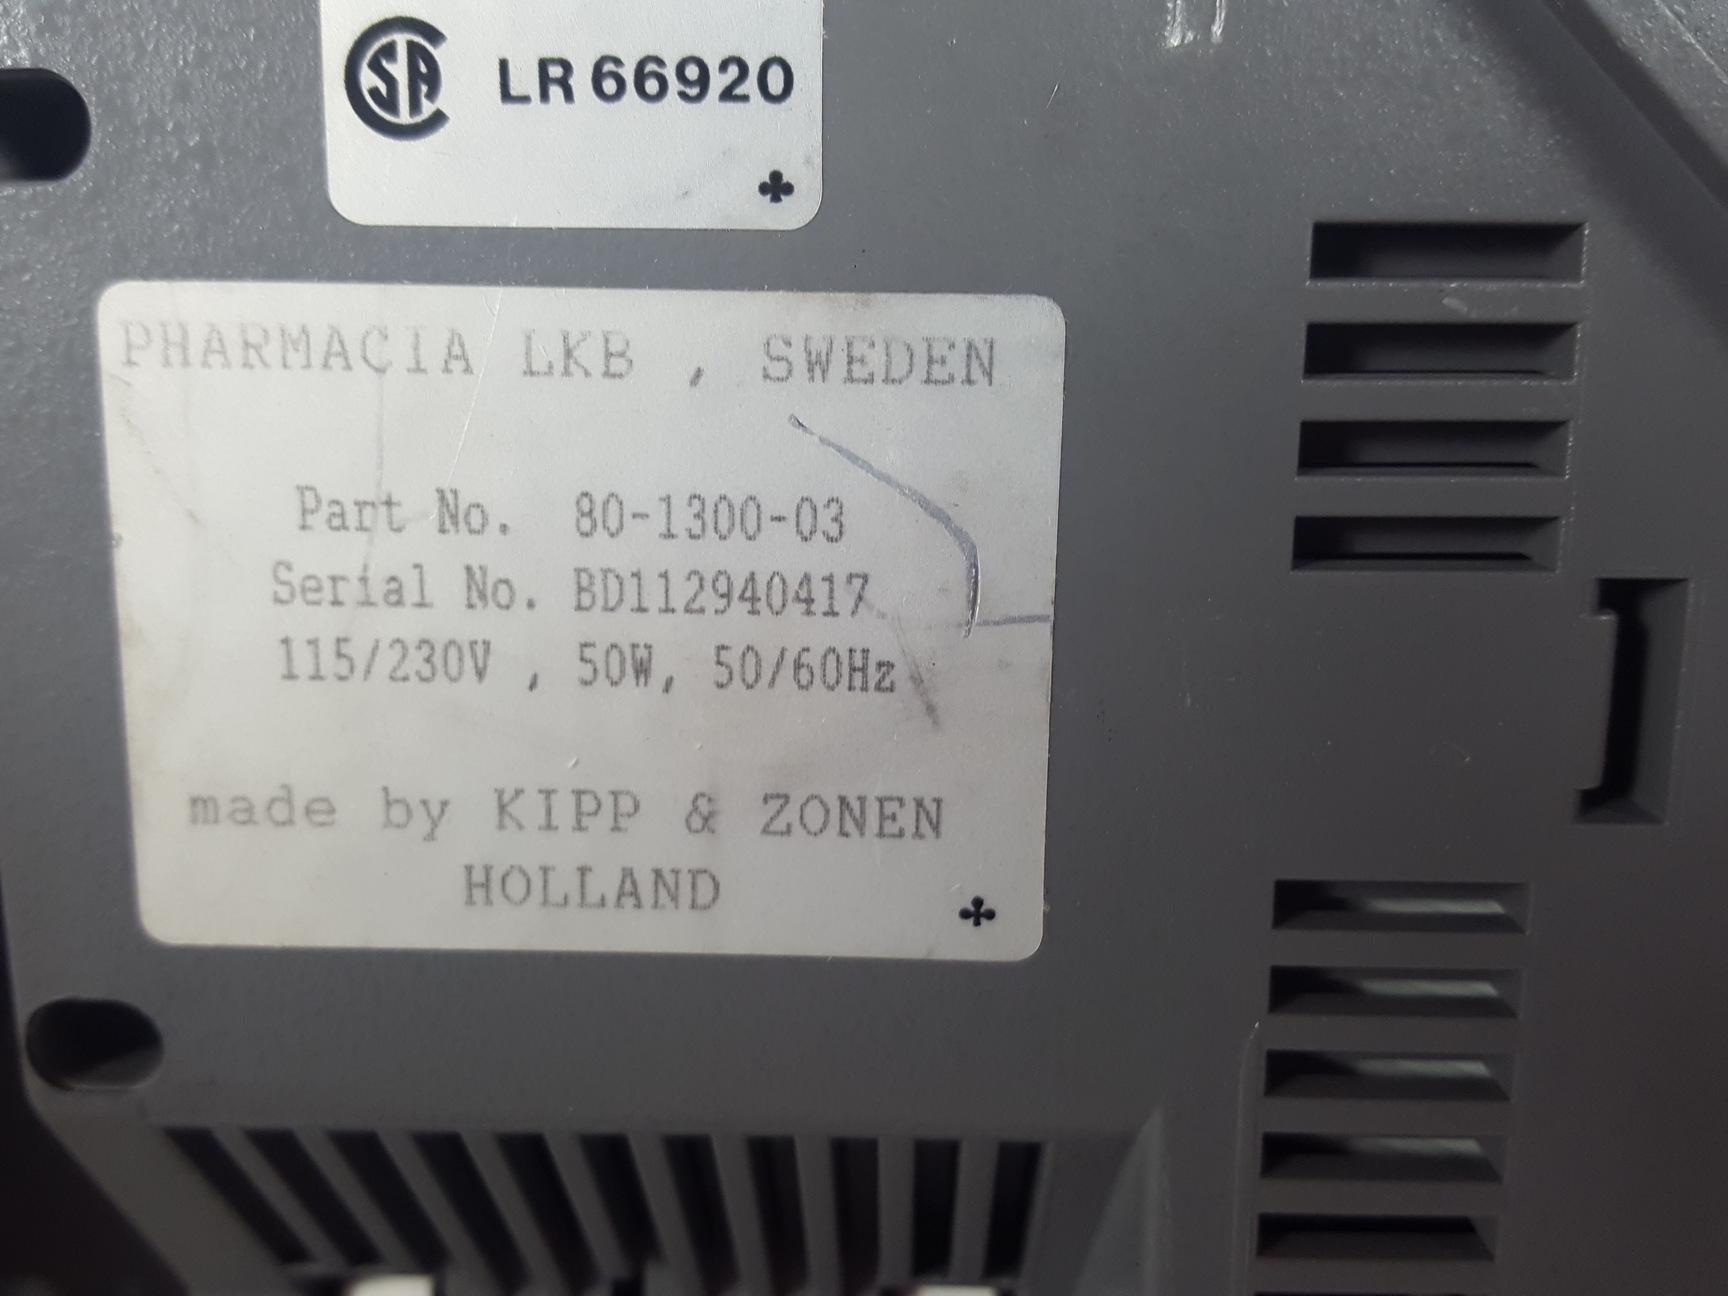 CSA LR 66920
PHARMACIA LKB , SWEDEN
Part No. 80-1300-03
Serial No. BD112940417
115/230V , 50W, 50/60Hz
made by KIPP & ZONEN
HOLLAND